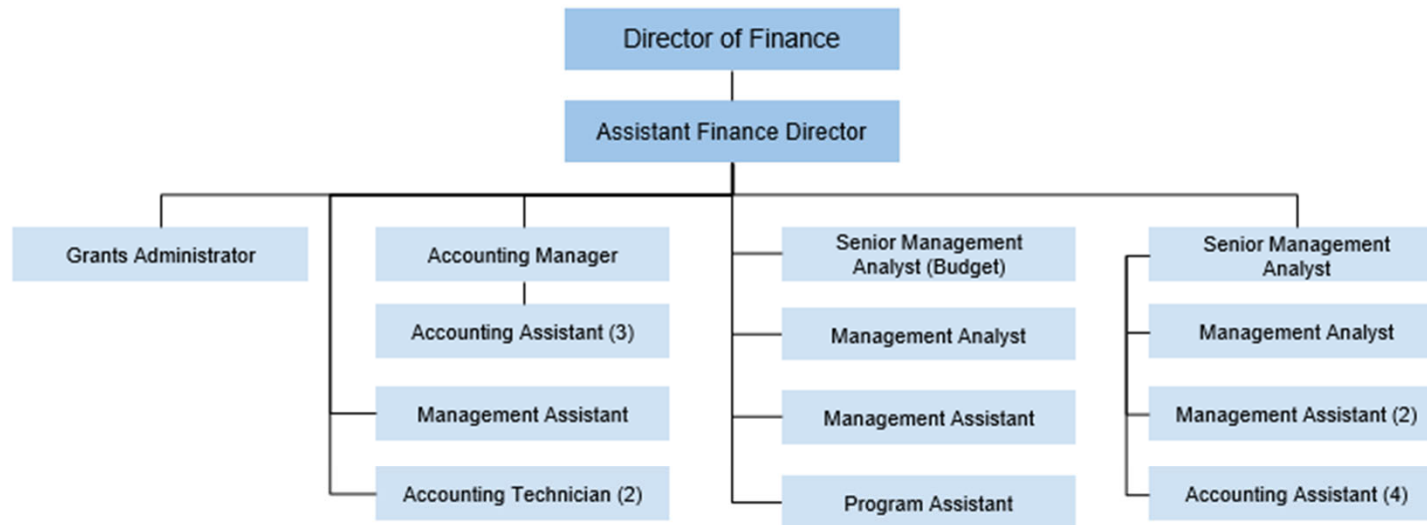 Director of Finance
Assistant Finance Director
Grants Administrator
Accounting Manager
Accounting Assistant (3)
Management Assistant
Accounting Technician (2)
Senior Management
Analyst (Budget)
Management Analyst
Management Assistant
Program Assistant
Senior Management
Analyst
Management Analyst
Management Assistant (2)
Accounting Assistant (4)